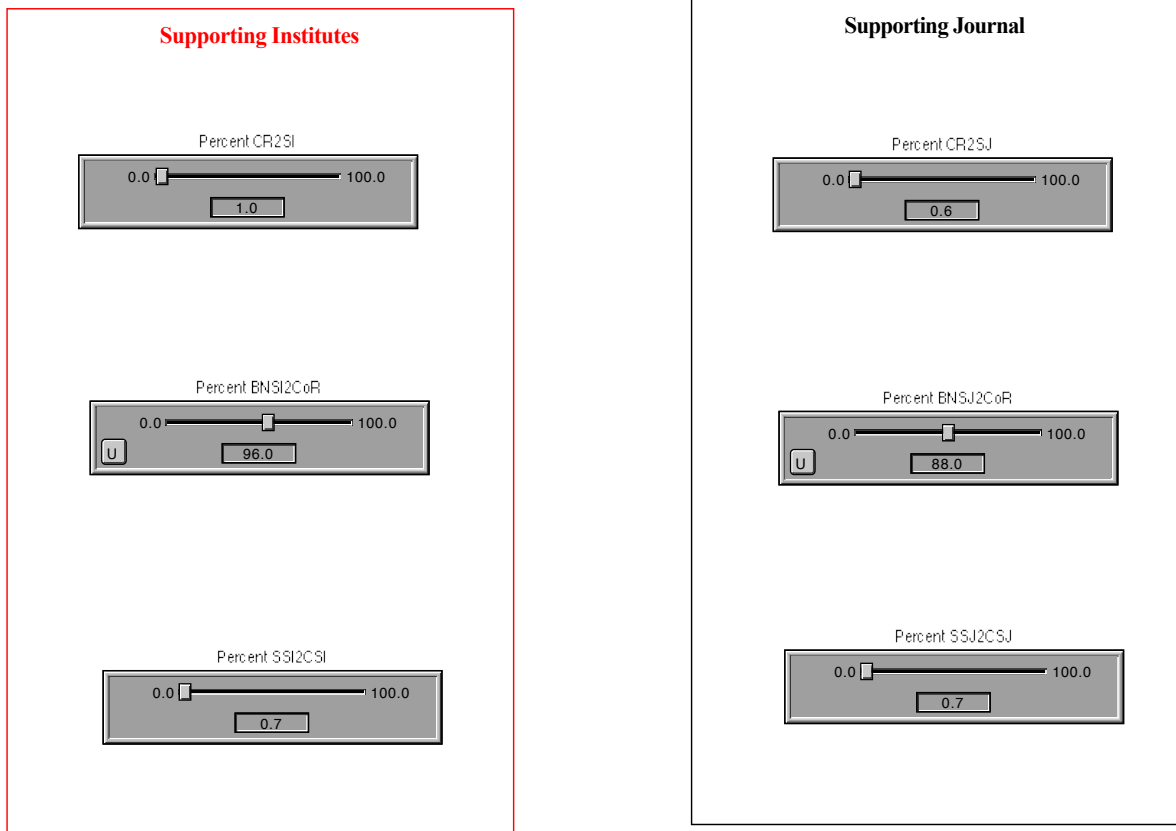 Supporting Institutes
Percent CR2SI
0.0 100.0
1.0
Percent BNSI2CoR
0.0 100.0
U 96.0
Percent SSI2CSI
0.0 100.0
0.7
Supporting Journal
Percent CR2SJ
0.0 100.0
0.6
Percent BNSJ2CoR
0.0 100.0
U 88.0
Percent SSJ2CSJ
0.0 100.0
0.7